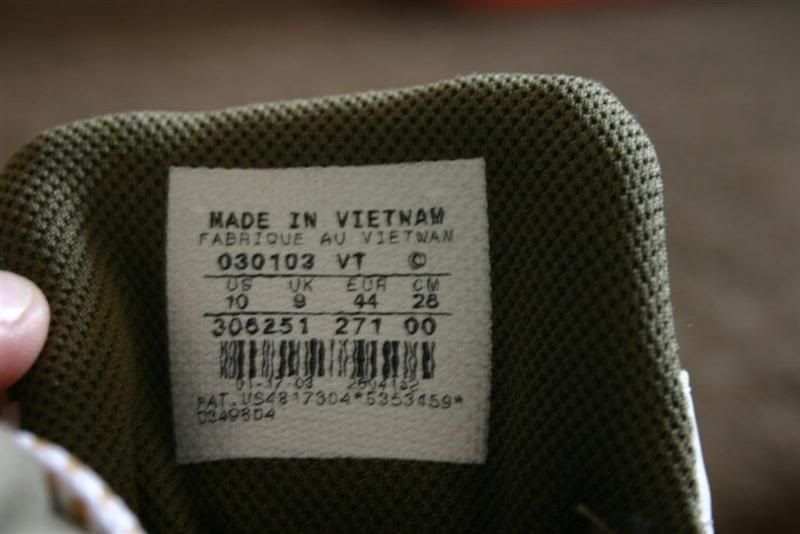 MADE IN VIETNAM
FABRIQUE AU VIETNAM
030103 VT ©
US UK EUR CM
10 9 44 28
306251 271 00
01-17-03 2604132
PAT.US4817304*5353459*
D349804